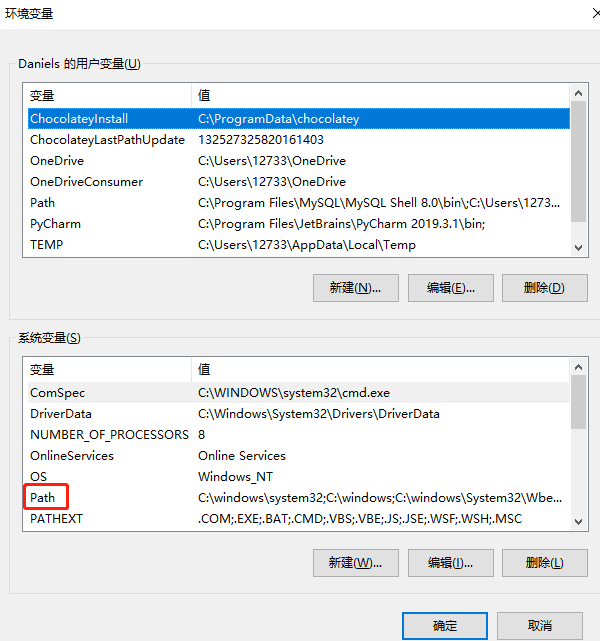 环境变量
Daniels 的用户变量(U)
变量 值
ChocolateyInstall C:\ProgramData\chocolatey
ChocolateyLastPathUpdate 132527325820161403
OneDrive C:\Users\12733\OneDrive
OneDriveConsumer C:\Users\12733\OneDrive
Path C:\Program Files\MySQL\MySQL Shell 8.0\bin\;C:\Users\1273...
PyCharm C:\Program Files\JetBrains\PyCharm 2019.3.1\bin;
TEMP C:\Users\12733\AppData\Local\Temp
新建(N)... 编辑(E)... 删除(D)
系统变量(S)
变量 值
ComSpec C:\WINDOWS\system32\cmd.exe
DriverData C:\Windows\System32\Drivers\DriverData
NUMBER_OF_PROCESSORS 8
OnlineServices Online Services
OS Windows_NT
Path C:\windows\system32;C:\windows;C:\windows\System32\Wbe...
PATHEXT .COM;.EXE;.BAT;.CMD;.VBS;.VBE;.JS;.JSE;.WSF;.WSH;.MSC
新建(W)... 编辑(I)... 删除(L)
确定 取消